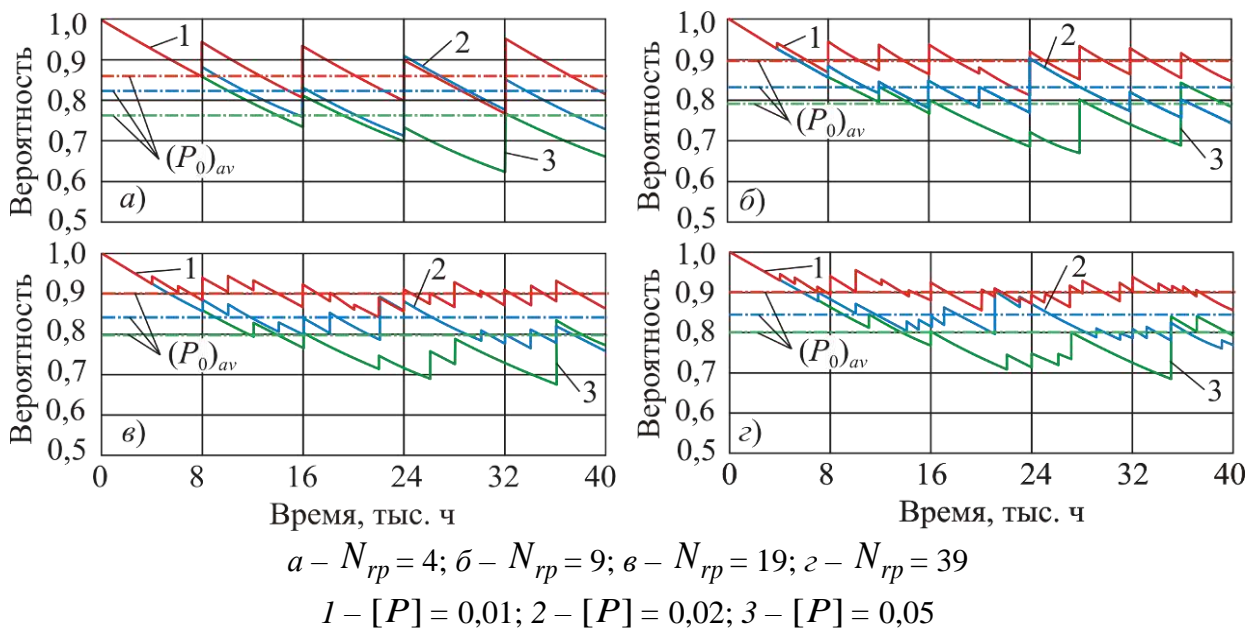 Вероятность
1,0
0,9
0,8
0,7
0,6
0,5
1
2
3
(P₀)av
а)
Вероятность
1,0
0,9
0,8
0,7
0,6
0,5
1
2
3
(P₀)av
б)
Вероятность
1,0
0,9
0,8
0,7
0,6
0,5
1
2
3
(P₀)av
в)
0 8 16 24 32 40
Время, тыс. ч
Вероятность
1,0
0,9
0,8
0,7
0,6
0,5
1
2
3
(P₀)av
г)
0 8 16 24 32 40
Время, тыс. ч
а – Nrp = 4; б – Nrp = 9; в – Nrp = 19; г – Nrp = 39
1 – [P] = 0,01; 2 – [P] = 0,02; 3 – [P] = 0,05